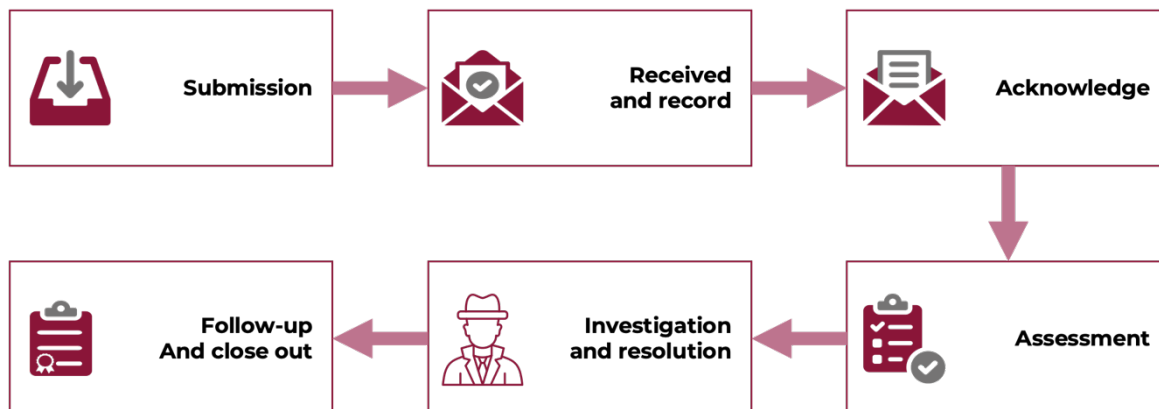 Submission
Received
and record
Acknowledge
Assessment
Investigation
and resolution
Follow-up
And close out